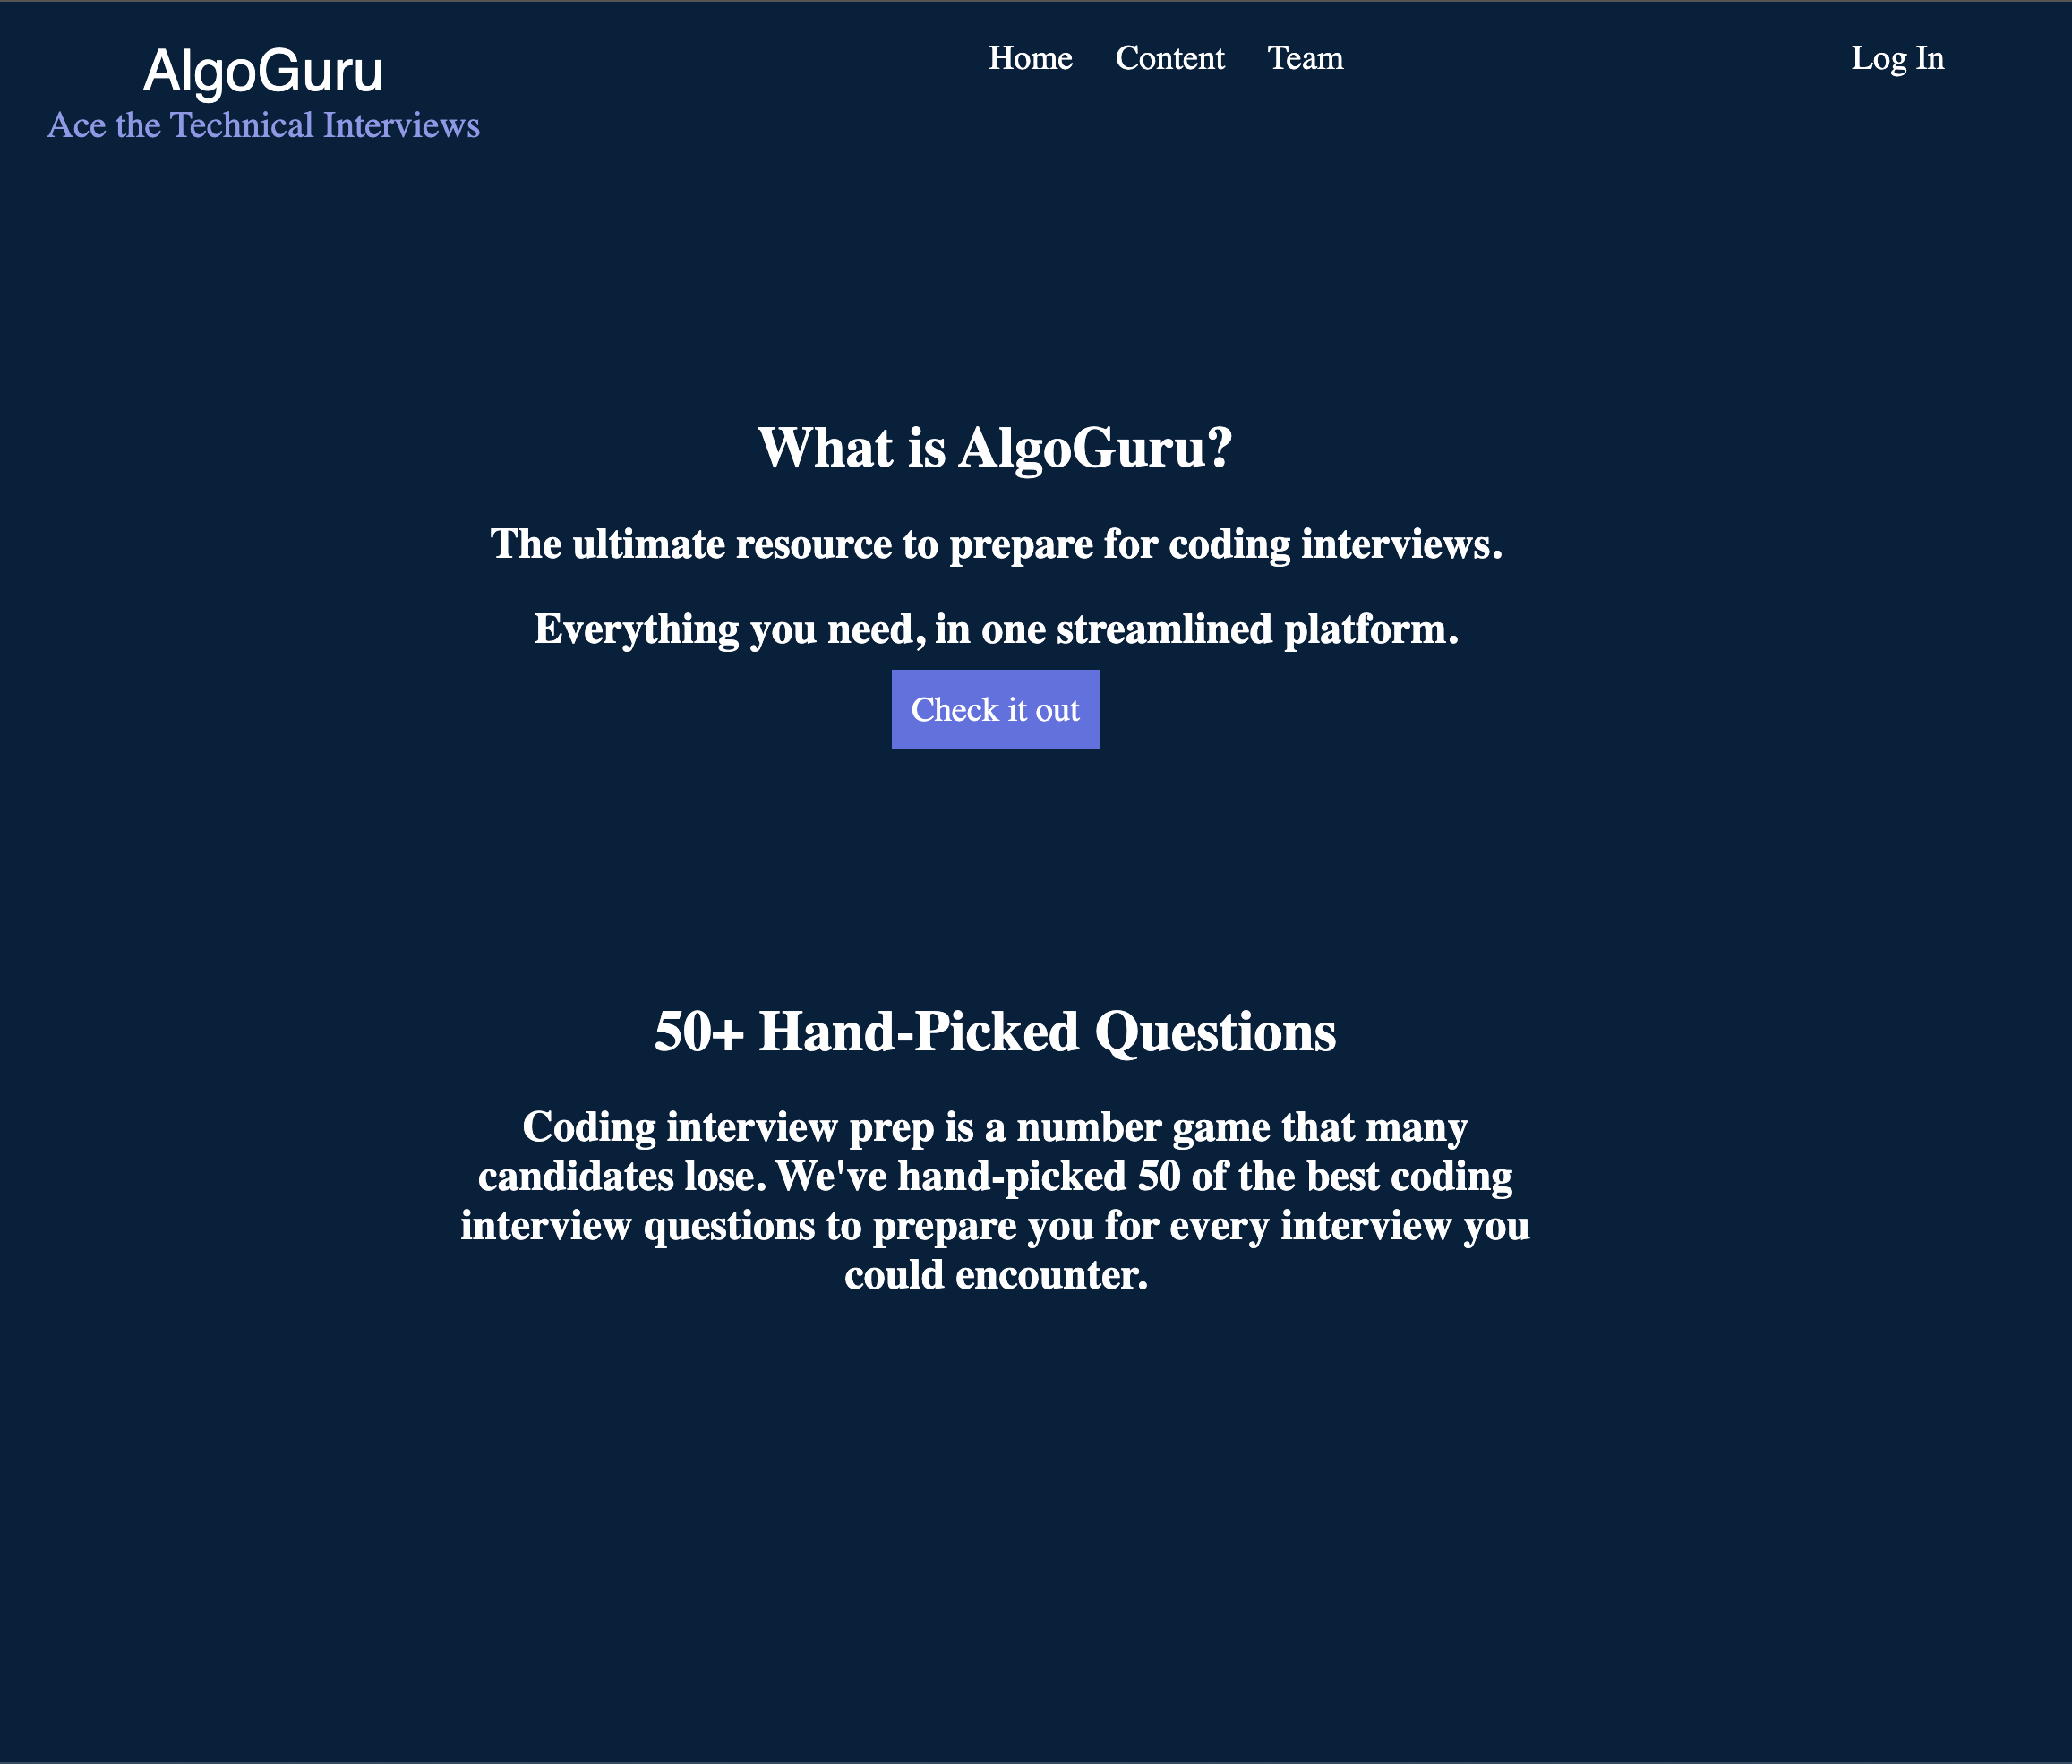 AlgoGuru
Ace the Technical Interviews
Home Content Team
Log In
What is AlgoGuru?
The ultimate resource to prepare for coding interviews.
Everything you need, in one streamlined platform.
Check it out
50+ Hand-Picked Questions
Coding interview prep is a number game that many
candidates lose. We've hand-picked 50 of the best coding
interview questions to prepare you for every interview you
could encounter.